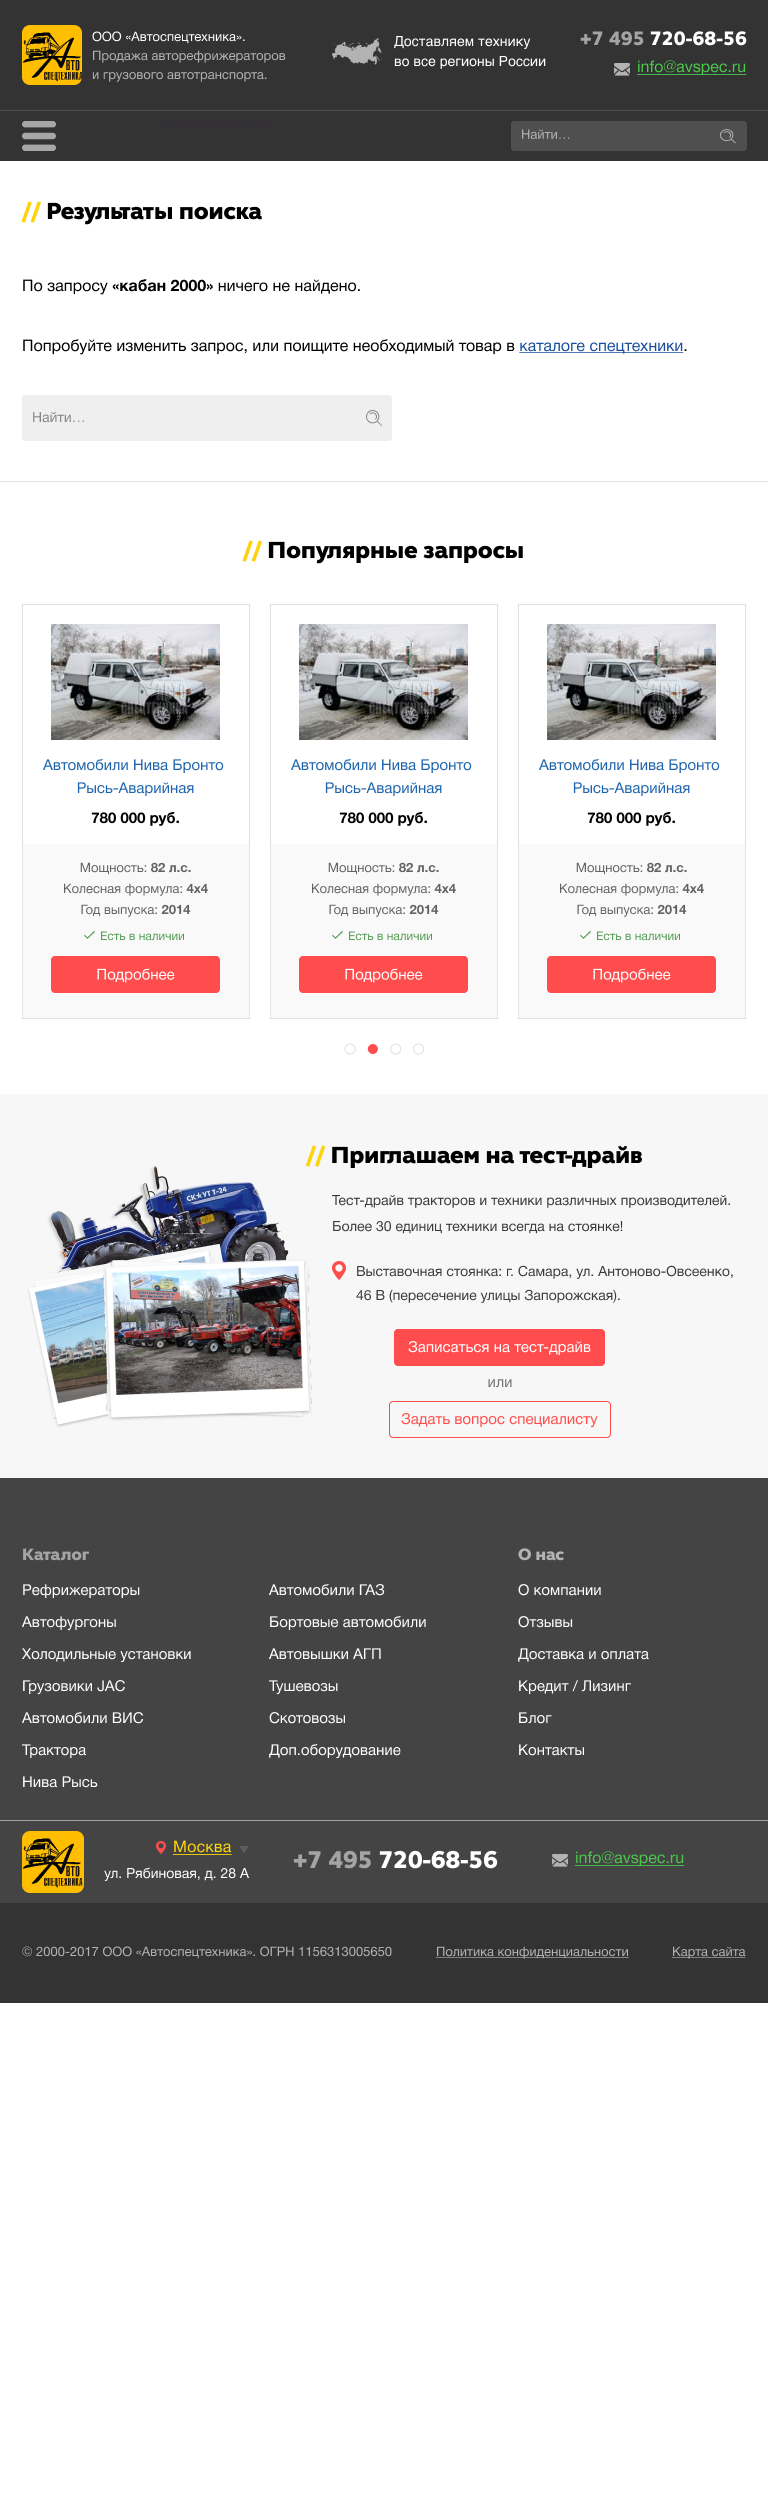 АВТО
СПЕЦТЕХНИКА
ООО «Автоспецтехника».
Продажа авторефрижераторов
и грузового автотранспорта.
Доставляем технику
во все регионы России
+7 495 720-68-56
info@avspec.ru
Найти...
// Результаты поиска
По запросу «кабан 2000» ничего не найдено.
Попробуйте изменить запрос, или поищите необходимый товар в каталоге спецтехники.
Найти...
// Популярные запросы
Автомобили Нива Бронто
Рысь-Аварийная
780 000 руб.
Мощность: 82 л.с.
Колесная формула: 4х4
Год выпуска: 2014
Есть в наличии
Подробнее
Автомобили Нива Бронто
Рысь-Аварийная
780 000 руб.
Мощность: 82 л.с.
Колесная формула: 4х4
Год выпуска: 2014
Есть в наличии
Подробнее
Автомобили Нива Бронто
Рысь-Аварийная
780 000 руб.
Мощность: 82 л.с.
Колесная формула: 4х4
Год выпуска: 2014
Есть в наличии
Подробнее
// Приглашаем на тест-драйв
Тест-драйв тракторов и техники различных производителей.
Более 30 единиц техники всегда на стоянке!
СК★УТ Т-24
Выставочная стоянка: г. Самара, ул. Антоново-Овсеенко,
46 В (пересечение улицы Запорожская).
Записаться на тест-драйв
или
Задать вопрос специалисту
Каталог
Рефрижераторы
Автофургоны
Холодильные установки
Грузовики JAC
Автомобили ВИС
Трактора
Нива Рысь
Автомобили ГАЗ
Бортовые автомобили
Автовышки АГП
Тушевозы
Скотовозы
Доп.оборудование
О нас
О компании
Отзывы
Доставка и оплата
Кредит / Лизинг
Блог
Контакты
АВТО
СПЕЦТЕХНИКА
Москва
ул. Рябиновая, д. 28 А
+7 495 720-68-56
info@avspec.ru
© 2000-2017 ООО «Автоспецтехника». ОГРН 1156313005650
Политика конфиденциальности
Карта сайта